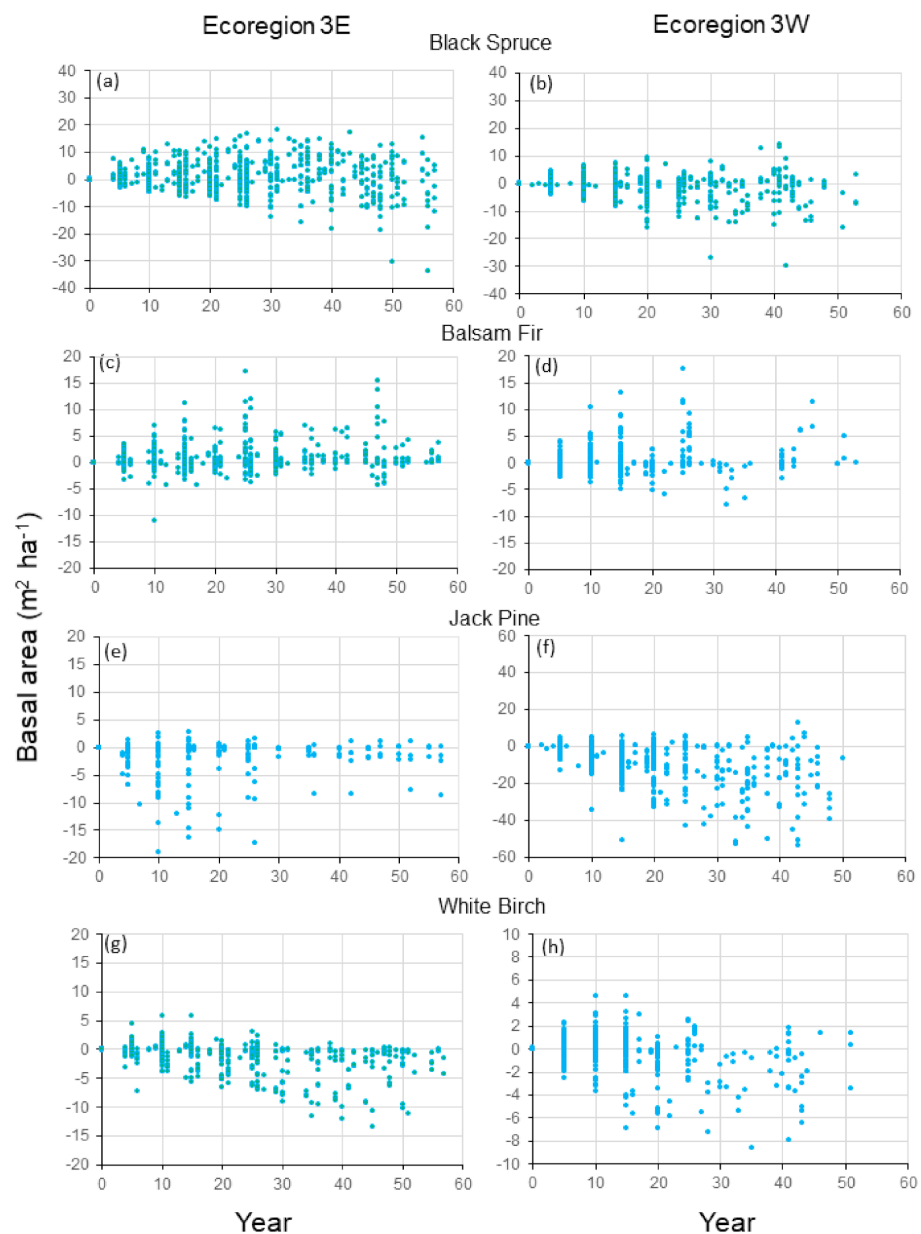 Ecoregion 3E Ecoregion 3W
Black Spruce
(a) (b)
40 40
30 30
20 20
10 10
0 0
-10 -10
-20 -20
-30 -30
-40 -40
0 10 20 30 40 50 60 0 10 20 30 40 50 60
Balsam Fir
(c) (d)
20 20
15 15
10 10
5 5
0 0
-5 -5
-10 -10
-15 -15
-20 -20
0 10 20 30 40 50 60 0 10 20 30 40 50 60
Basal area (m² ha⁻¹)
Jack Pine
(e) (f)
20 60
15 40
10 20
5 0
0 -20
-5 -40
-10 -60
-15
-20
0 10 20 30 40 50 60 0 10 20 30 40 50 60
White Birch
(g) (h)
20 10
15 8
10 6
5 4
0 2
-5 0
-10 -2
-15 -4
-20 -6
-8
-10
0 10 20 30 40 50 60 0 10 20 30 40 50 60
Year Year